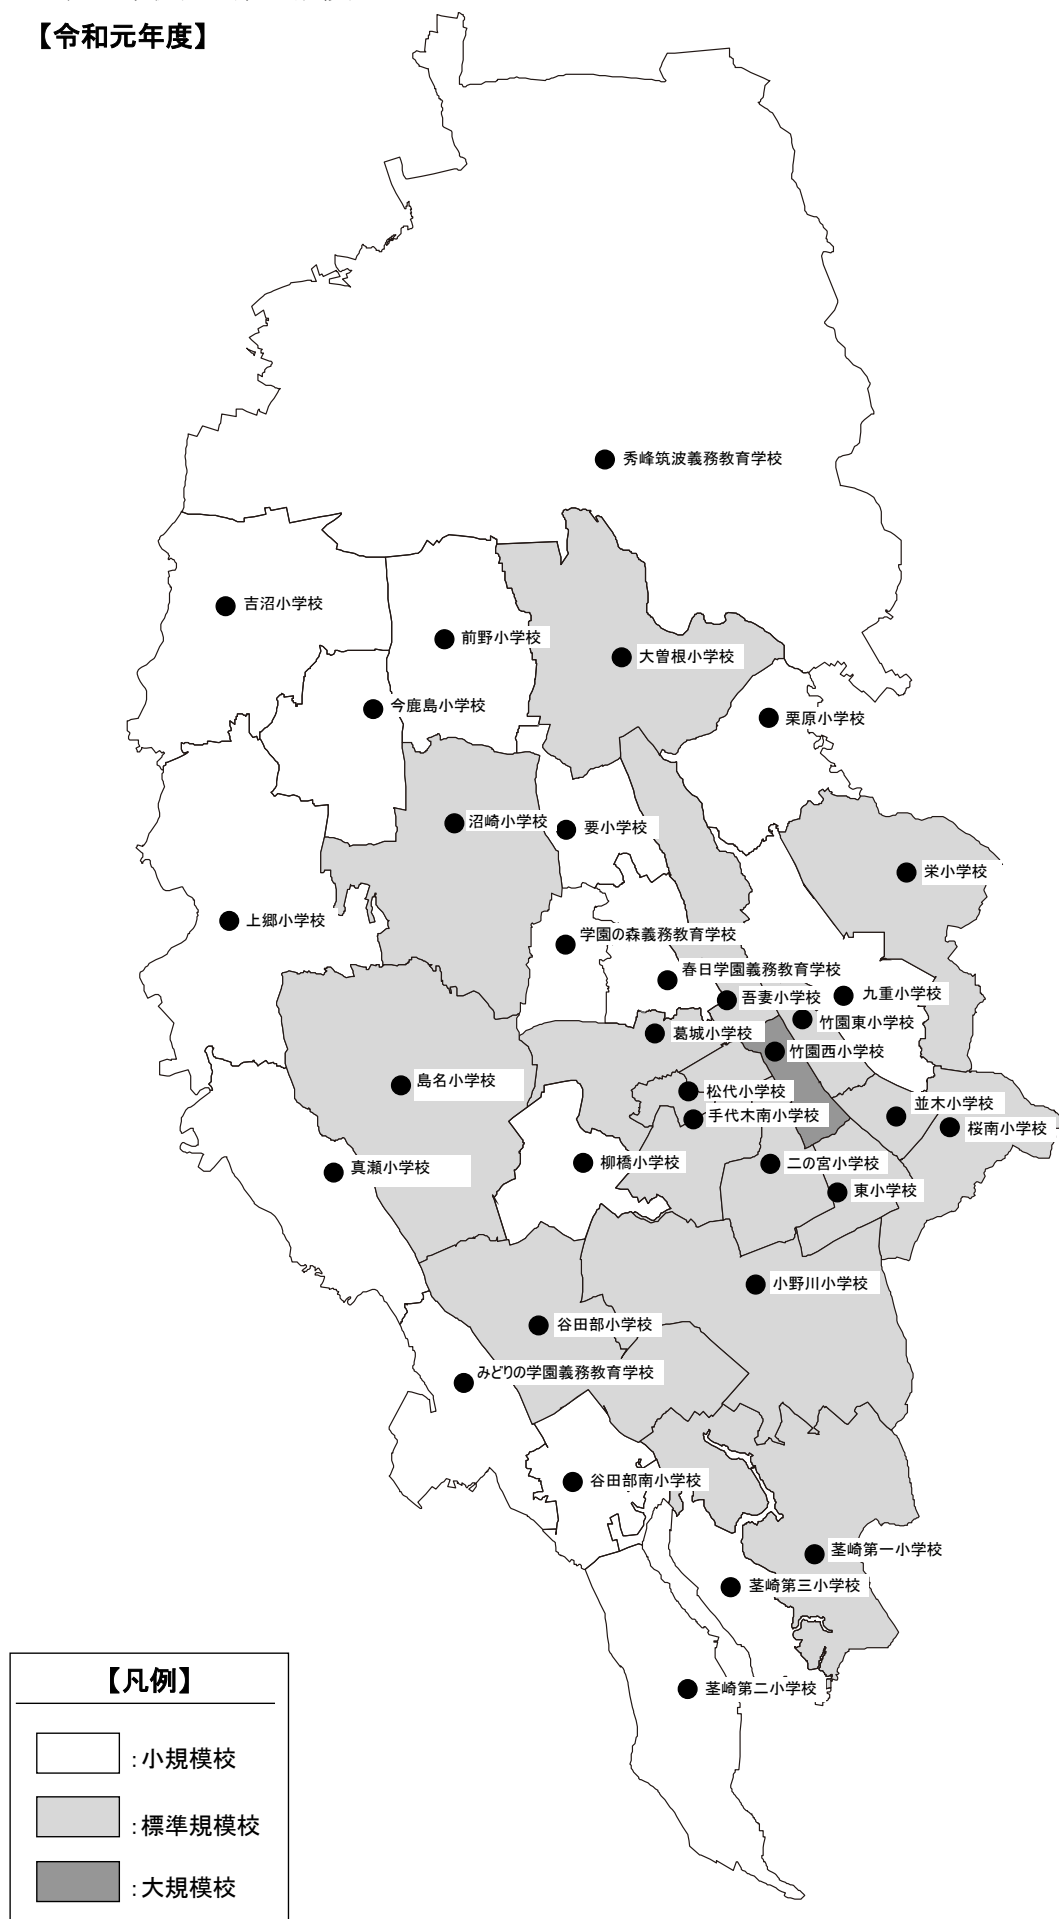 【令和元年度】
秀峰筑波義務教育学校
吉沼小学校
前野小学校
大曽根小学校
今鹿島小学校
栗原小学校
沼崎小学校
要小学校
栄小学校
上郷小学校
学園の森義務教育学校
春日学園義務教育学校
吾妻小学校
九重小学校
竹園東小学校
葛城小学校
竹園西小学校
島名小学校
松代小学校
並木小学校
手代木南小学校
桜南小学校
真瀬小学校
柳橋小学校
二の宮小学校
東小学校
小野川小学校
谷田部小学校
みどりの学園義務教育学校
谷田部南小学校
茎崎第一小学校
茎崎第三小学校
茎崎第二小学校
【凡例】
:小規模校
:標準規模校
:大規模校